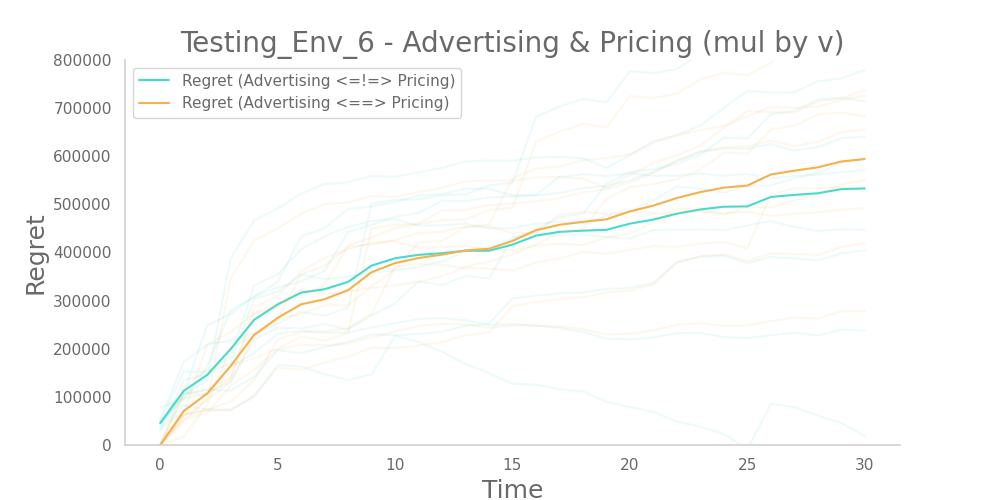 Testing_Env_6 - Advertising & Pricing (mul by v)
800000
700000
600000
500000
400000
300000
200000
100000
0
Regret
Regret (Advertising <=!=> Pricing)
Regret (Advertising <==> Pricing)
0 5 10 15 20 25 30
Time